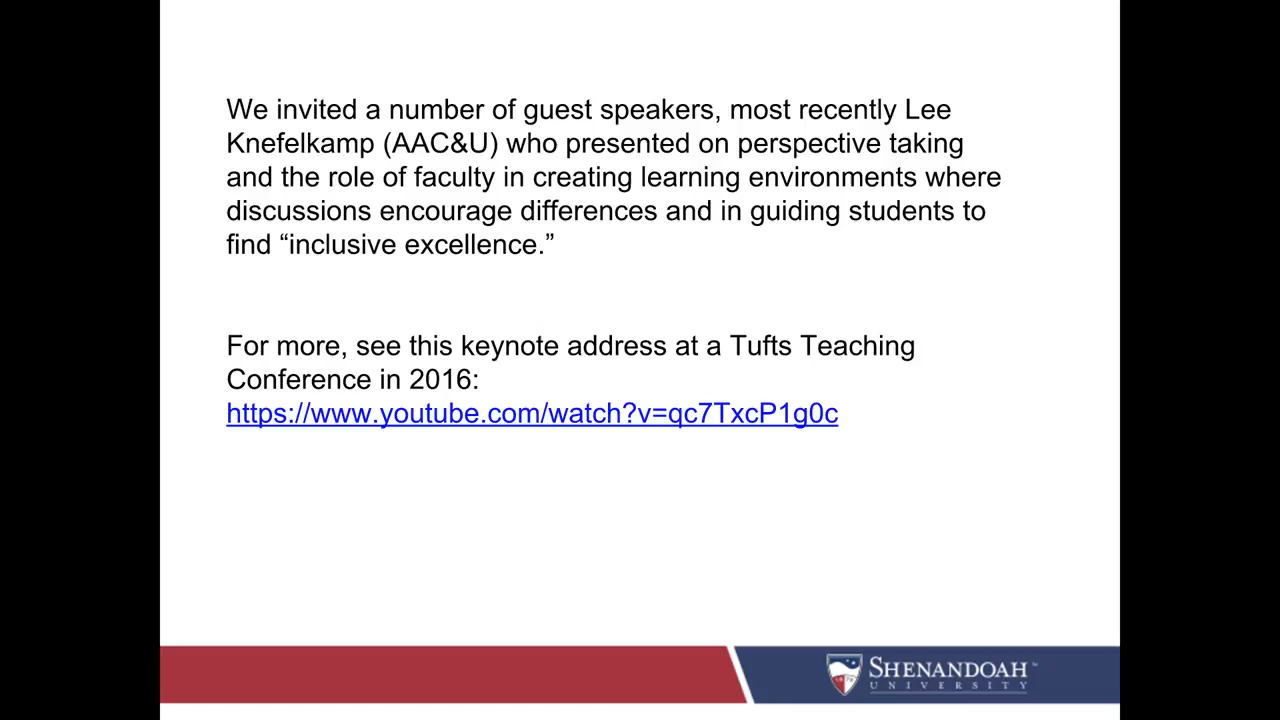 We invited a number of guest speakers, most recently Lee
Knefelkamp (AAC&U) who presented on perspective taking
and the role of faculty in creating learning environments where
discussions encourage differences and in guiding students to
find “inclusive excellence.”
For more, see this keynote address at a Tufts Teaching
Conference in 2016:
https://www.youtube.com/watch?v=qc7TxcP1g0c
SHENANDOAH
UNIVERSITY